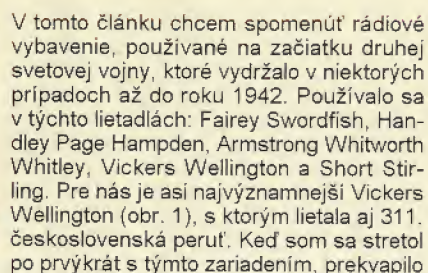 V tomto článku chcem spomenúť rádiové
vybavenie, používané na začiatku druhej
svetovej vojny, ktoré vydržalo v niektorých
prípadoch až do roku 1942. Používalo sa
v týchto lietadlách: Fairey Swordfish, Han-
dley Page Hampden, Armstrong Whitworth
Whitley, Vickers Wellington a Short Stir-
ling. Pre nás je asi najvýznamnejší Vickers
Wellington (obr. 1), s ktorým lietala aj 311.
československá peruť. Keď som sa stretol
po prvýkrát s týmto zariadením, prekvapilo